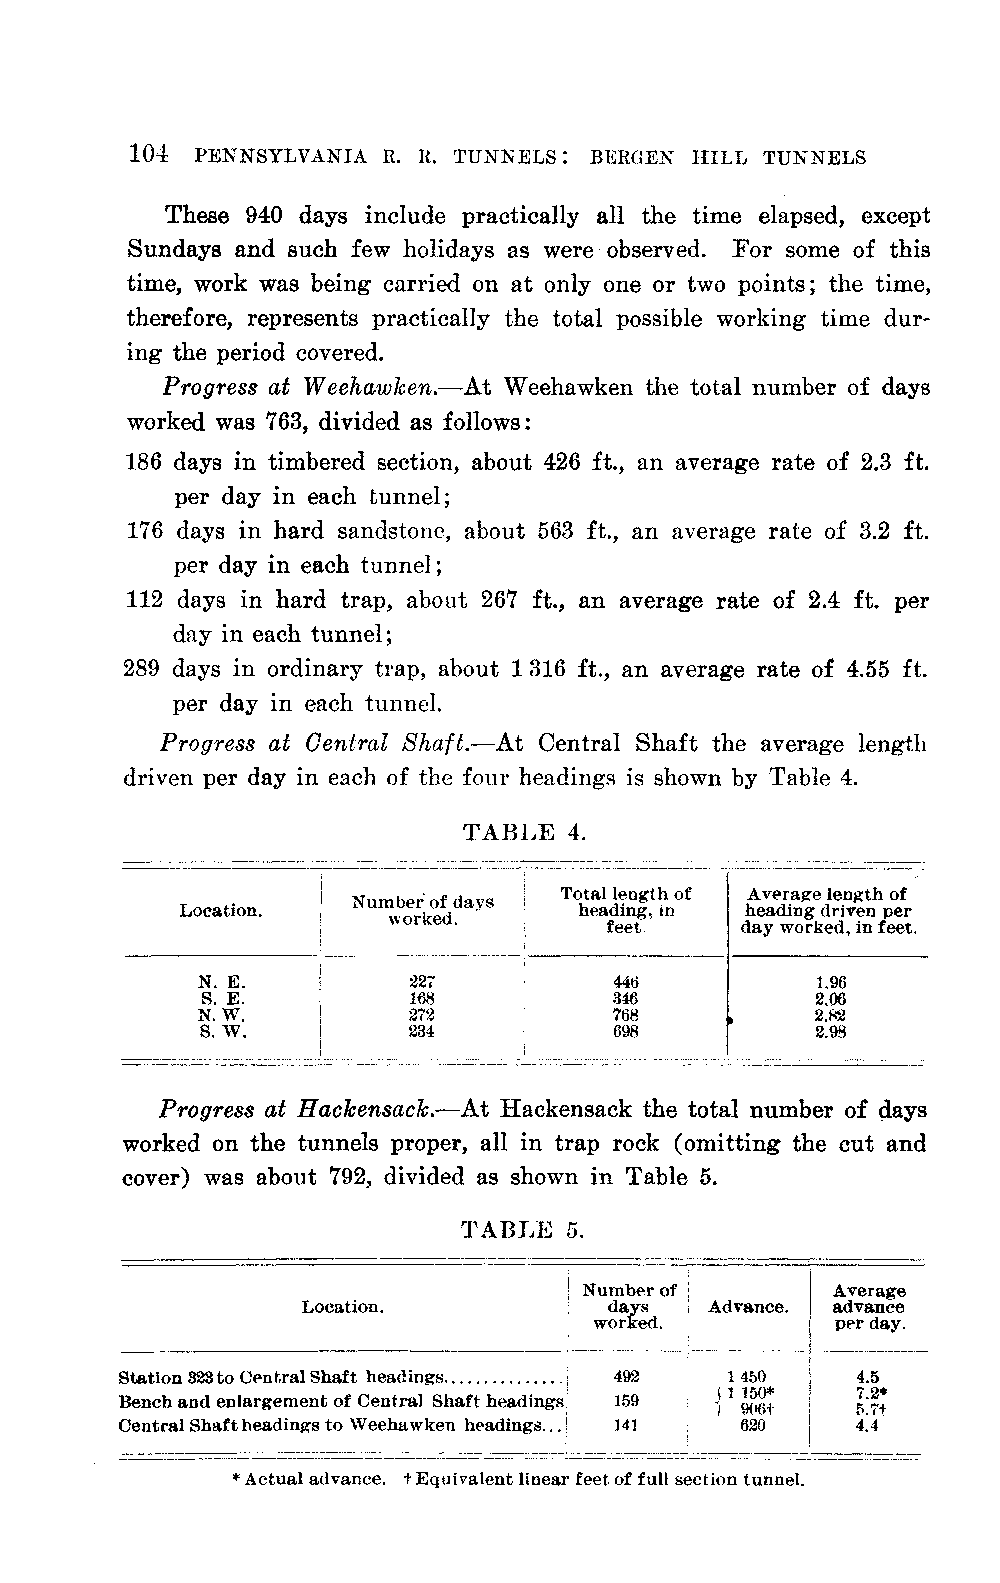 104 PENNSYLVANIA R. R. TUNNELS: BERGEN HILL TUNNELS
These 940 days include practically all the time elapsed, except
Sundays and such few holidays as were observed. For some of this
time, work was being carried on at only one or two points; the time,
therefore, represents practically the total possible working time dur-
ing the period covered.
Progress at Weehawken.—At Weehawken the total number of days
worked was 763, divided as follows:
186 days in timbered section, about 426 ft., an average rate of 2.3 ft.
per day in each tunnel;
176 days in hard sandstone, about 563 ft., an average rate of 3.2 ft.
per day in each tunnel;
112 days in hard trap, about 267 ft., an average rate of 2.4 ft. per
day in each tunnel;
289 days in ordinary trap, about 1 316 ft., an average rate of 4.55 ft.
per day in each tunnel.
Progress at Central Shaft.—At Central Shaft the average length
driven per day in each of the four headings is shown by Table 4.
TABLE 4.
Location. Number of days worked. Total length of heading, in feet. Average length of heading driven per day worked, in feet.
N. E. 227 446 1.96
S. E. 168 346 2.06
N. W. 272 768 2.82
S. W. 234 698 2.98
Progress at Hackensack.—At Hackensack the total number of days
worked on the tunnels proper, all in trap rock (omitting the cut and
cover) was about 792, divided as shown in Table 5.
TABLE 5.
Location. Number of days worked. Advance. Average advance per day.
Station 323 to Central Shaft headings............... 492 1 450 4.5
Bench and enlargement of Central Shaft headings 159 { 1 150* 7.2*
906† 5.7†
Central Shaft headings to Weehawken headings... 141 620 4.4
* Actual advance. † Equivalent linear feet of full section tunnel.